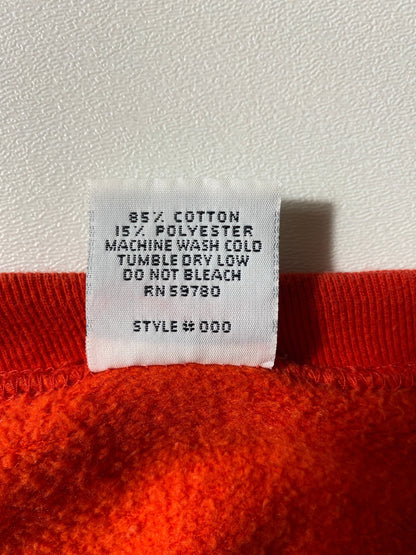 85% COTTON
15% POLYESTER
MACHINE WASH COLD
TUMBLE DRY LOW
DO NOT BLEACH
RN 59780
STYLE # 000